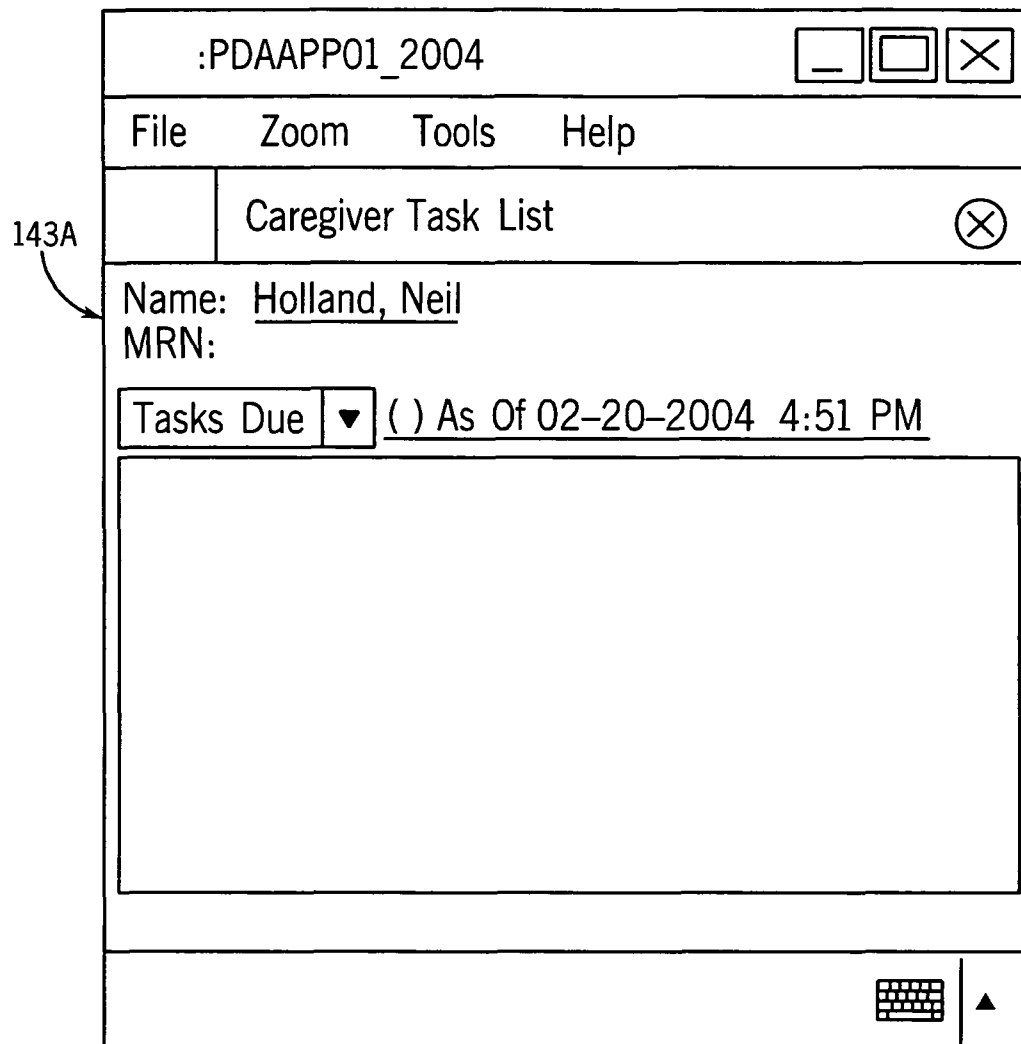 :PDAAPP01_2004
File Zoom Tools Help
Caregiver Task List
143A
Name: Holland, Neil
MRN:
Tasks Due ▼ ( ) As Of 02–20–2004 4:51 PM